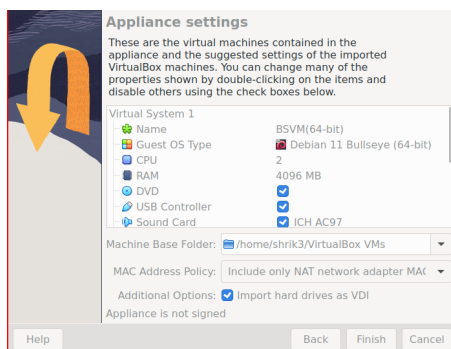 Appliance settings
These are the virtual machines contained in the
appliance and the suggested settings of the imported
VirtualBox machines. You can change many of the
properties shown by double-clicking on the items and
disable others using the check boxes below.
Virtual System 1
Name BSVM(64-bit)
Guest OS Type Debian 11 Bullseye (64-bit)
CPU 2
RAM 4096 MB
DVD
USB Controller
Sound Card ICH AC97
Machine Base Folder: /home/shrik3/VirtualBox VMs
MAC Address Policy: Include only NAT network adapter MAC
Additional Options: Import hard drives as VDI
Appliance is not signed
Help Back Finish Cancel